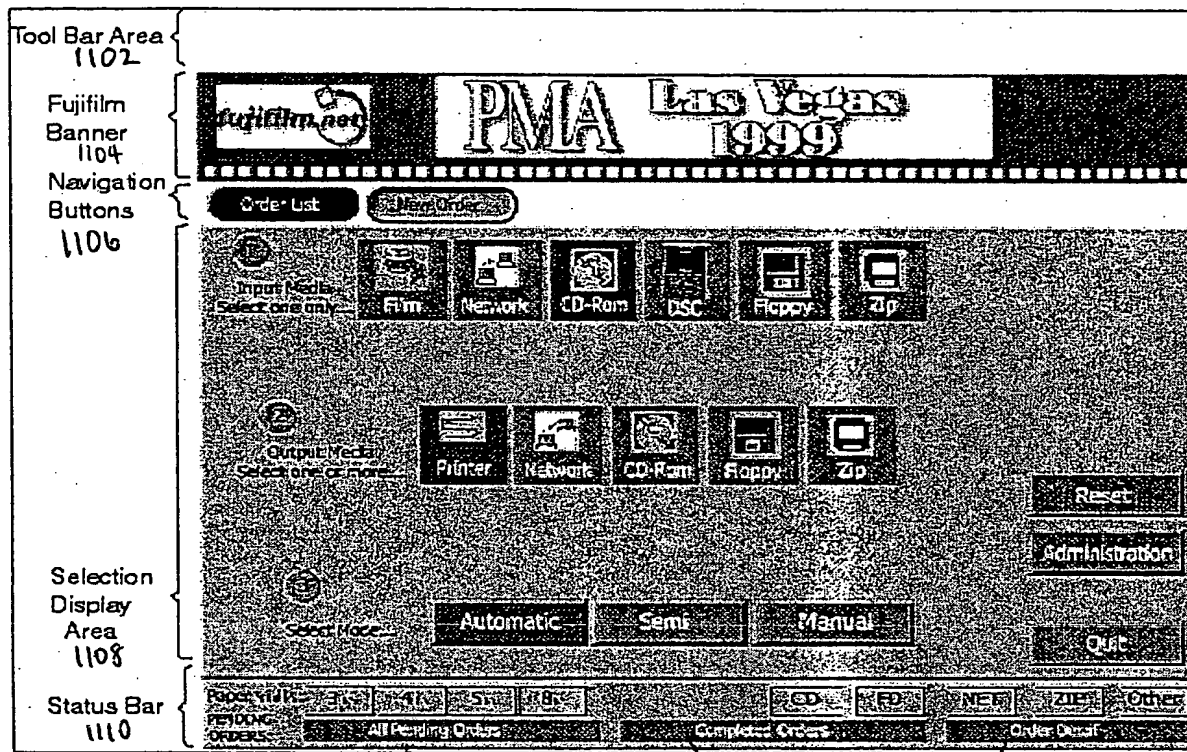 Tool Bar Area
1102
Fujifilm
Banner
1104
fujifilm.net
PMA
Las Vegas
1999
Navigation
Buttons
1106
Order List
New Order
Input Media
Select one only....
Film
Network
CD-Rom
DSC
Floppy
Zip
Output Media
Select one or more....
Printer
Network
CD-Rom
Floppy
Zip
Reset
Administration
Selection
Display
Area
1108
Select Mode....
Automatic
Semi
Manual
Quit
Status Bar
1110
Paper
CD
FD
NET
ZIP
Other
PENDING
ORDERS
All Pending Orders
Completed Orders
Order Detail